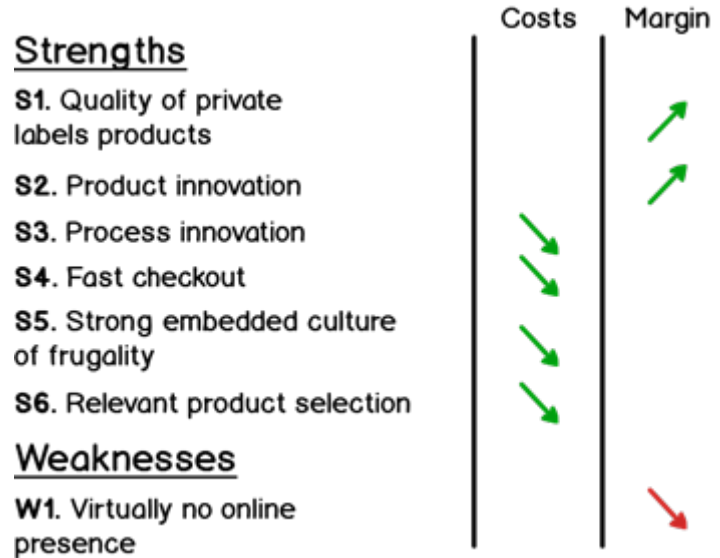 Costs Margin
Strengths
S1. Quality of private
labels products
S2. Product innovation
S3. Process innovation
S4. Fast checkout
S5. Strong embedded culture
of frugality
S6. Relevant product selection
Weaknesses
W1. Virtually no online
presence